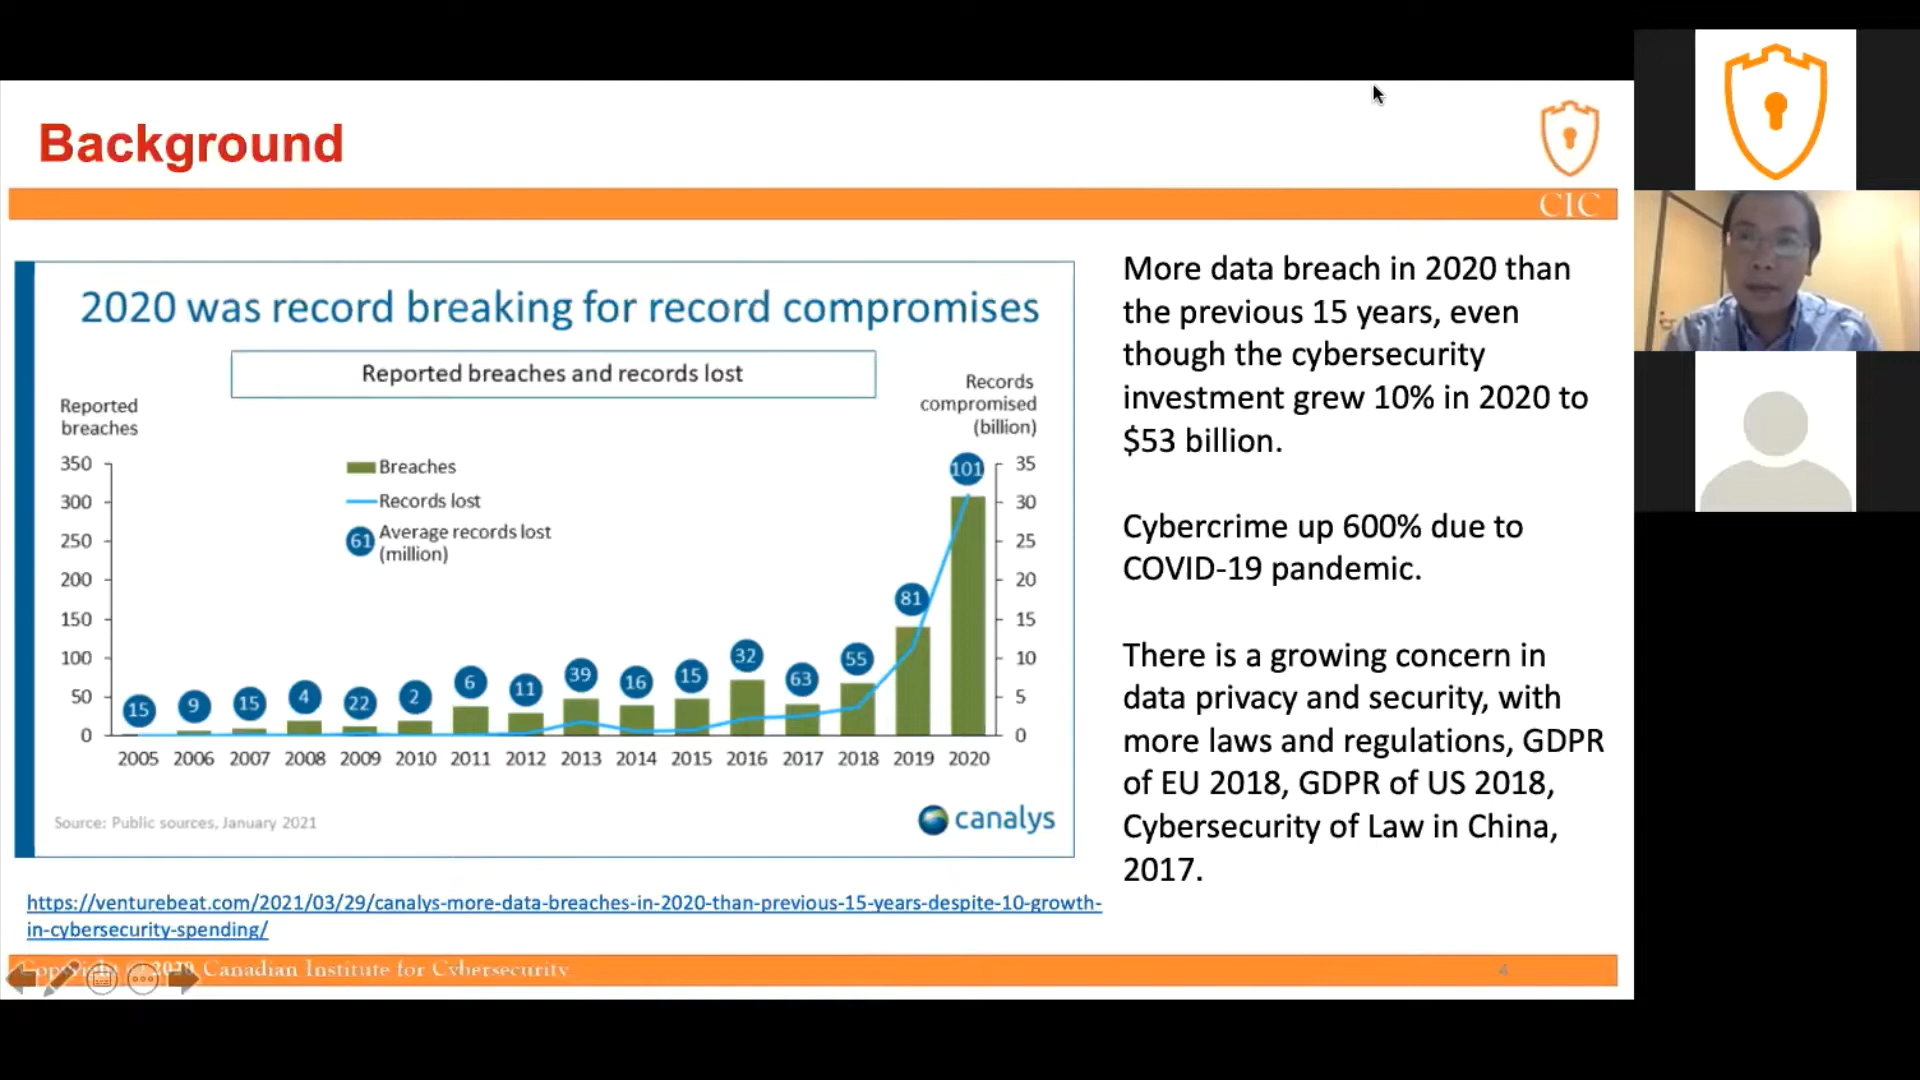 Background
CIC
2020 was record breaking for record compromises
Reported breaches and records lost
Reported
breaches
Records
compromised
(billion)
Breaches
Records lost
61 Average records lost
(million)
350
300
250
200
150
100
50
0
35
30
25
20
15
10
5
0
15 9 15 4 22 2 6 11 39 16 15 32 63 55 81 101
2005 2006 2007 2008 2009 2010 2011 2012 2013 2014 2015 2016 2017 2018 2019 2020
Source: Public sources, January 2021
canalys
https://venturebeat.com/2021/03/29/canalys-more-data-breaches-in-2020-than-previous-15-years-despite-10-growth-
in-cybersecurity-spending/
More data breach in 2020 than
the previous 15 years, even
though the cybersecurity
investment grew 10% in 2020 to
$53 billion.
Cybercrime up 600% due to
COVID-19 pandemic.
There is a growing concern in
data privacy and security, with
more laws and regulations, GDPR
of EU 2018, GDPR of US 2018,
Cybersecurity of Law in China,
2017.
Canadian Institute for Cybersecurity
4